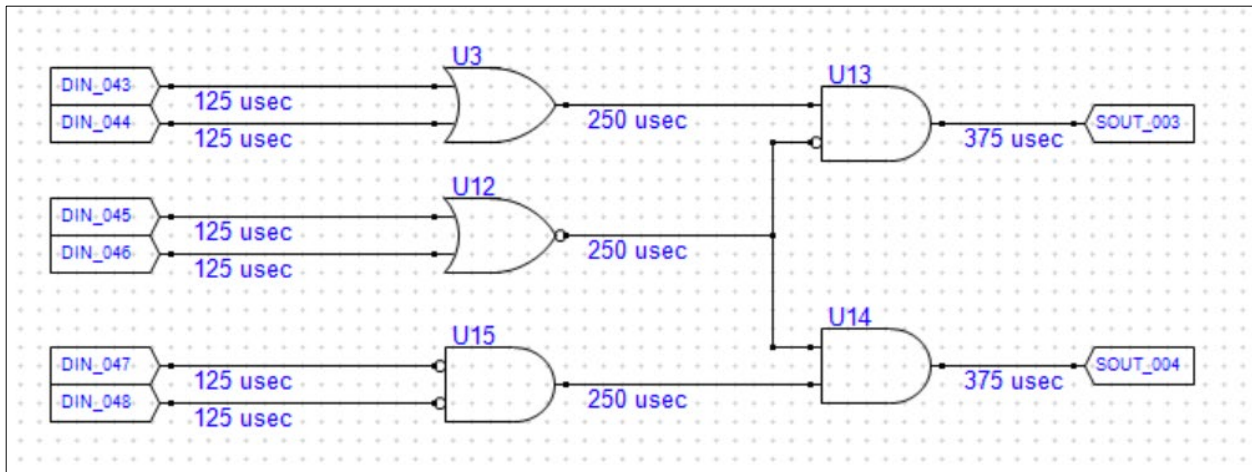 U3
DIN_043
125 usec
DIN_044
125 usec
250 usec
U13
375 usec
SOUT_003
U12
DIN_045
125 usec
DIN_046
125 usec
250 usec
U15
DIN_047
125 usec
DIN_048
125 usec
250 usec
U14
375 usec
SOUT_004